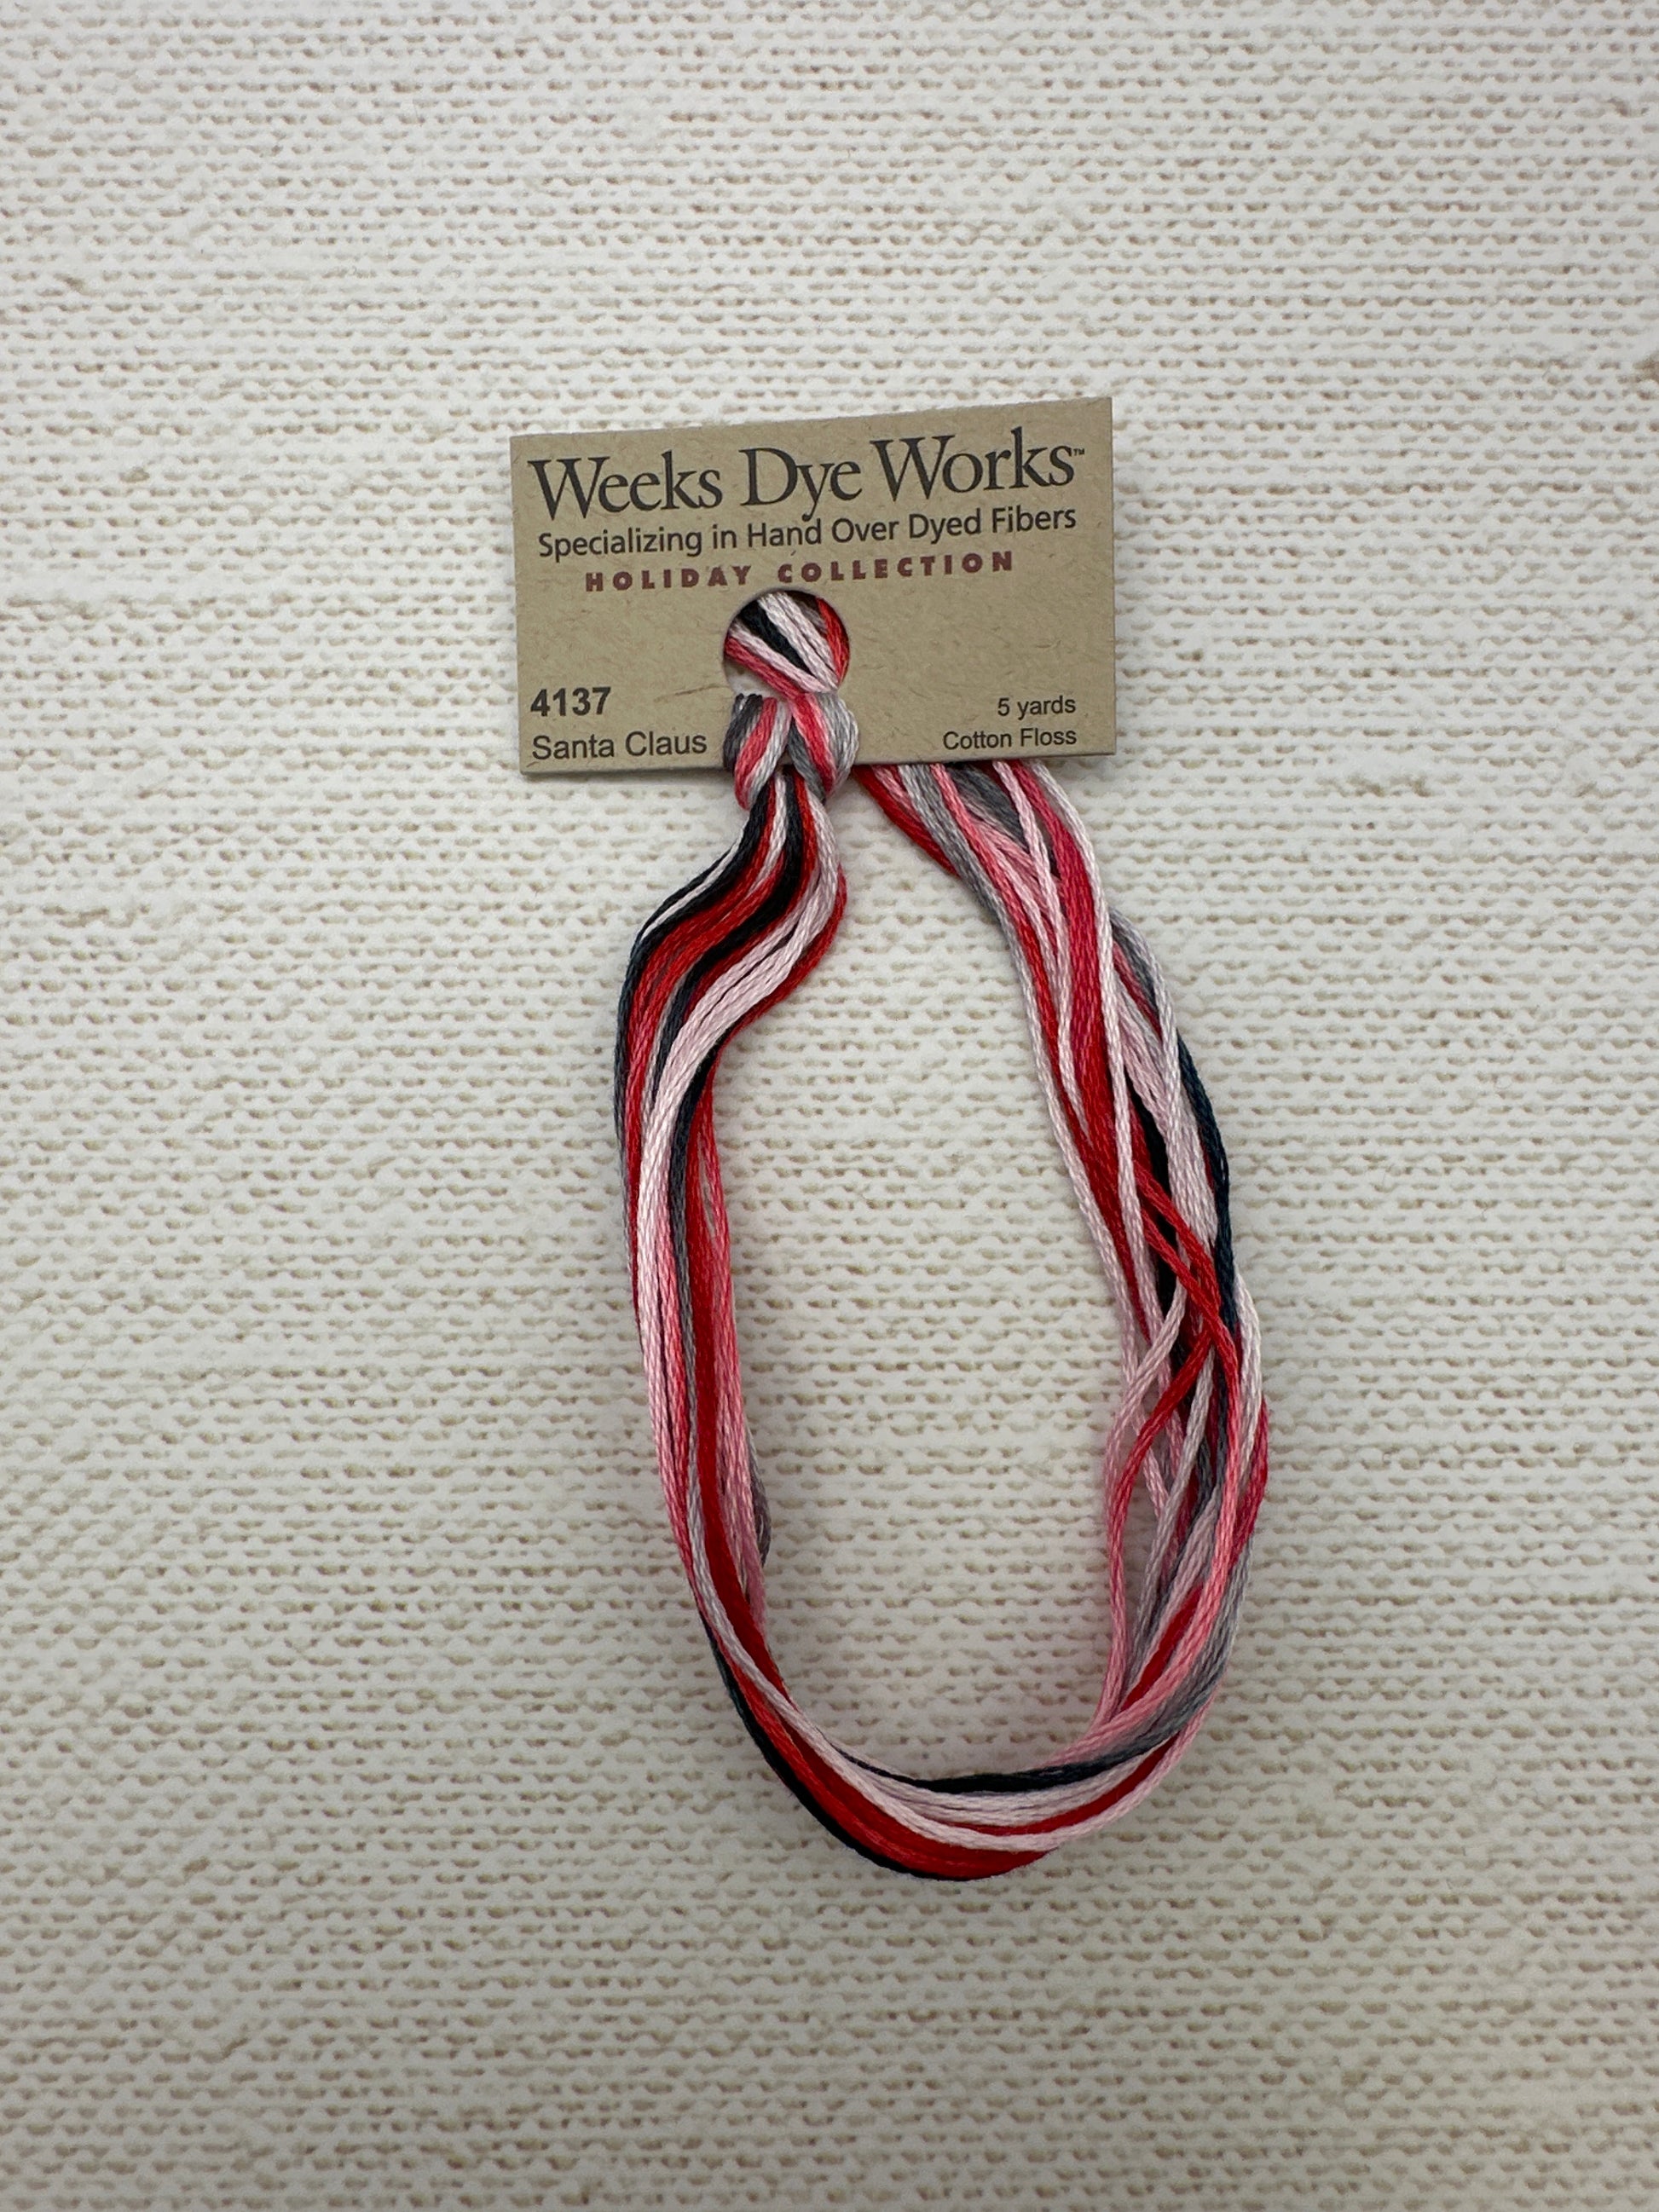 Weeks Dye Works™
Specializing in Hand Over Dyed Fibers
HOLIDAY COLLECTION
4137
Santa Claus
5 yards
Cotton Floss